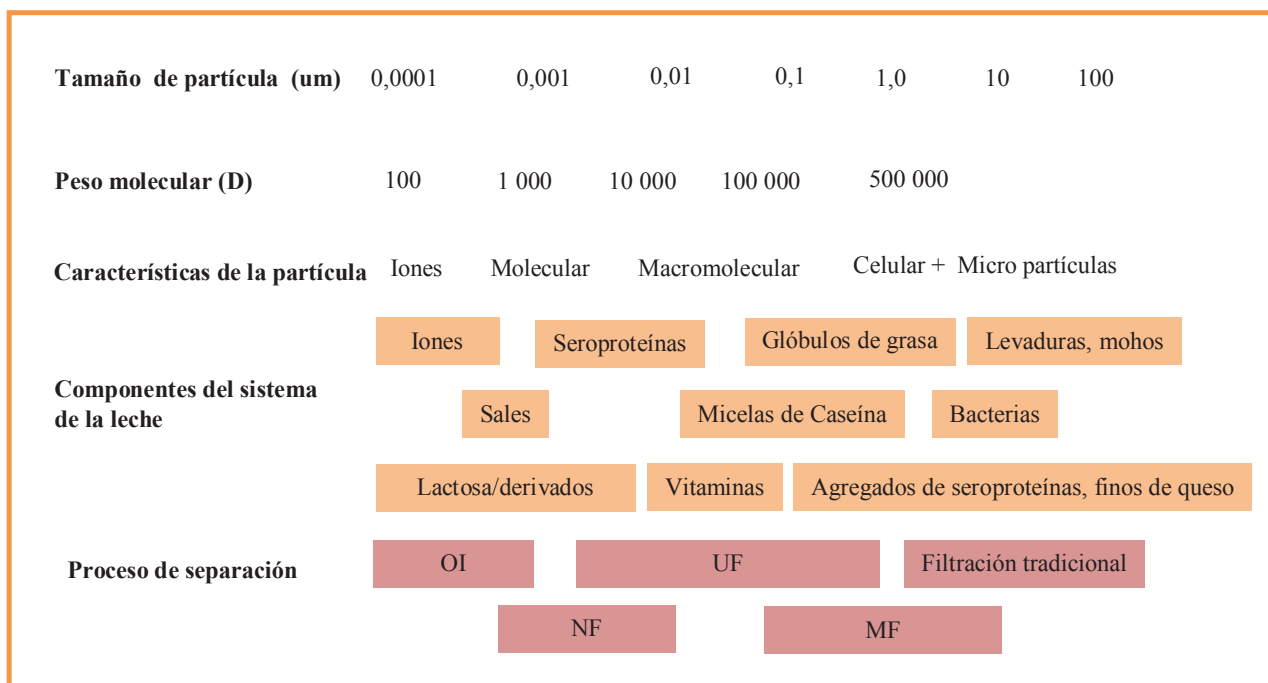 Tamaño de partícula (um) 0,0001 0,001 0,01 0,1 1,0 10 100
Peso molecular (D) 100 1 000 10 000 100 000 500 000
Características de la partícula Iones Molecular Macromolecular Celular + Micro partículas
Iones Seroproteínas Glóbulos de grasa Levaduras, mohos
Componentes del sistema
de la leche
Sales Micelas de Caseína Bacterias
Lactosa/derivados Vitaminas Agregados de seroproteínas, finos de queso
Proceso de separación OI UF Filtración tradicional
NF MF